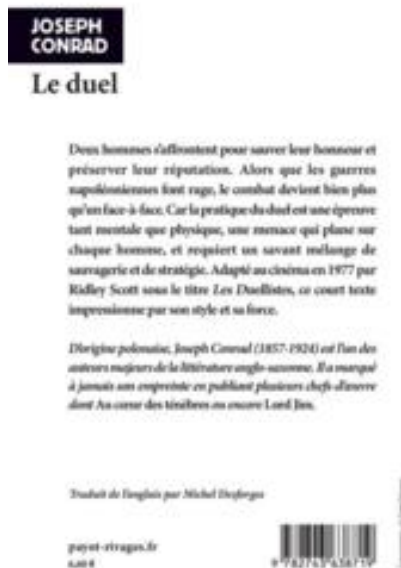 JOSEPH
CONRAD
Le duel
Deux hommes s'affrontent pour sauver leur honneur et
préserver leur réputation. Alors que les guerres
napoléoniennes font rage, le combat devient bien plus
qu'un face-à-face. Car la pratique du duel est une épreuve
tant mentale que physique, une menace qui plane sur
chaque homme, et requiert un savant mélange de
sauvagerie et de stratégie. Adapté au cinéma en 1977 par
Ridley Scott sous le titre Les Duellistes, ce court texte
impressionne par son style et sa force.
D'origine polonaise, Joseph Conrad (1857-1924) est l'un des
auteurs majeurs de la littérature anglo-saxonne. Il a marqué
à jamais son empreinte en publiant plusieurs chefs-d'œuvre
dont Au cœur des ténèbres ou encore Lord Jim.
Traduit de l'anglais par Michel Desforges
payot-rivages.fr